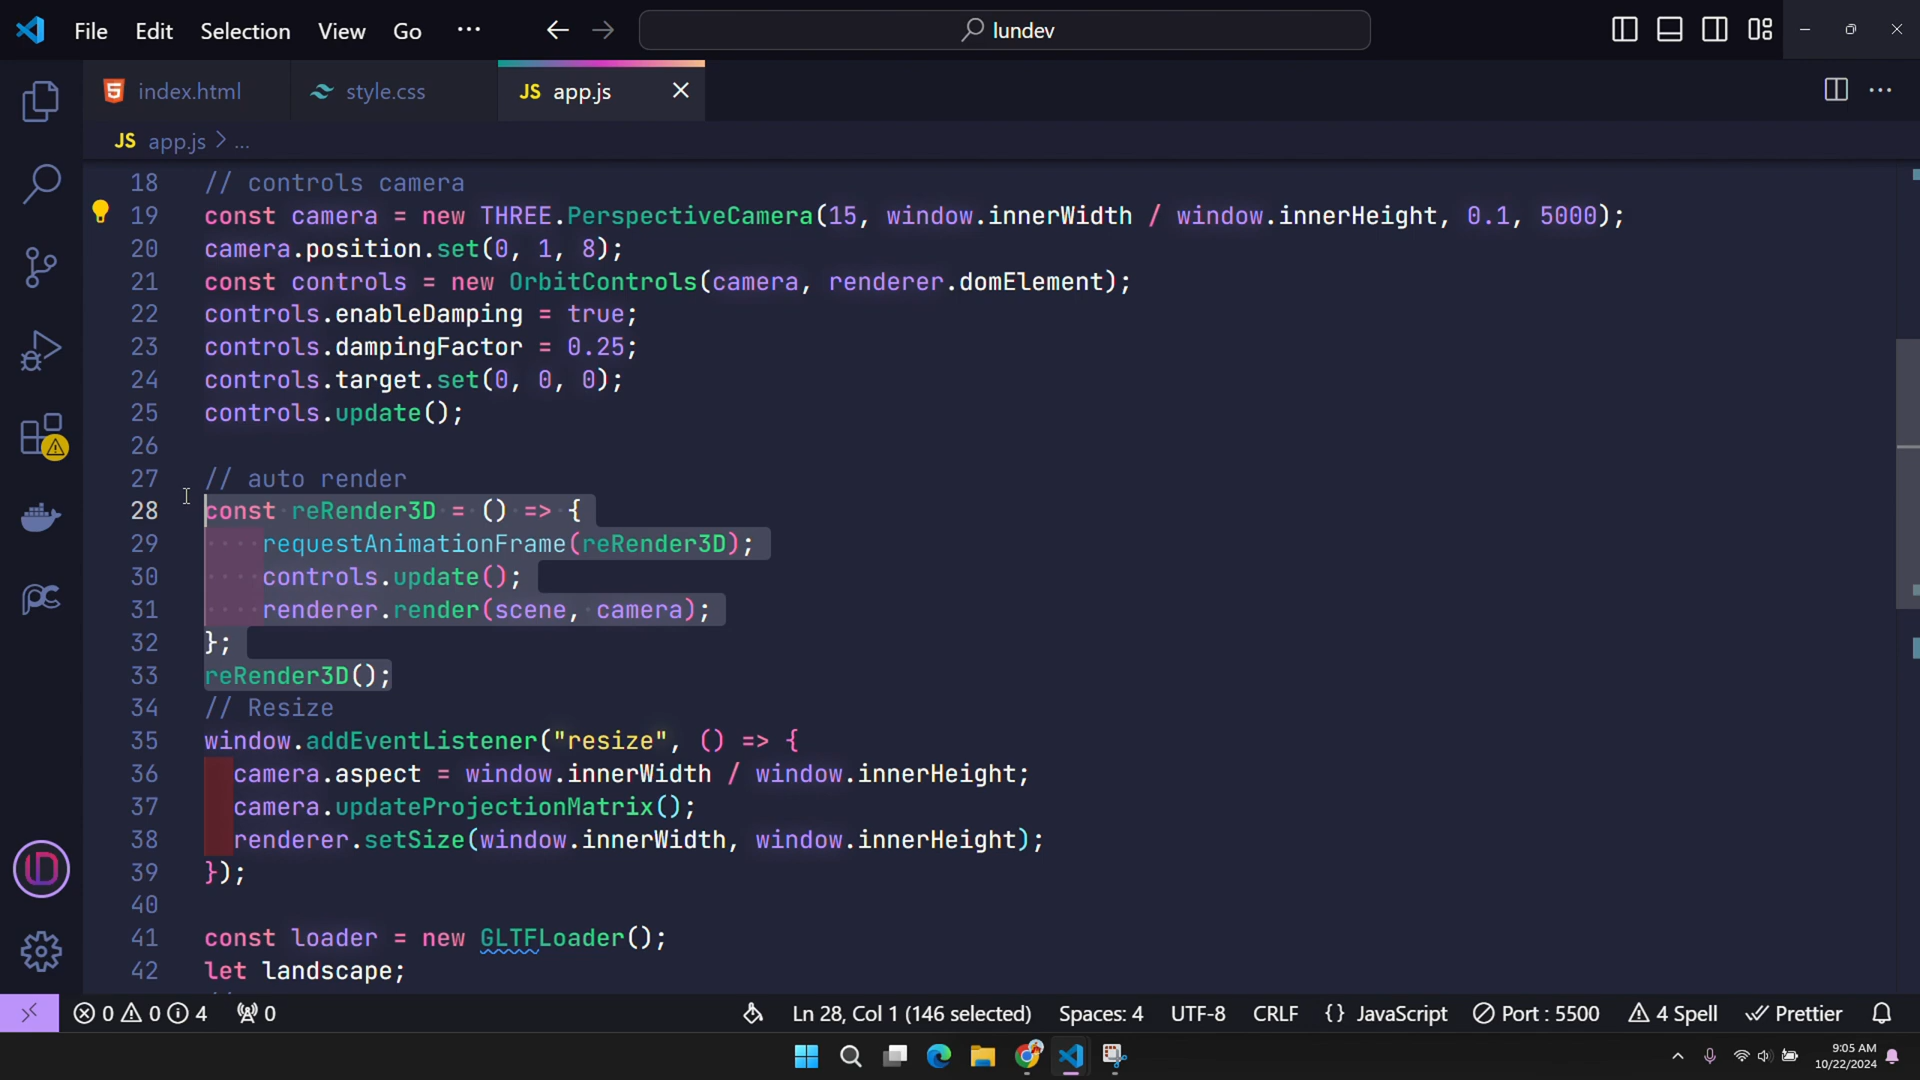 File Edit Selection View Go ··· lundev
index.html style.css JS app.js
JS app.js > ...
18 // controls camera
19 const camera = new THREE.PerspectiveCamera(15, window.innerWidth / window.innerHeight, 0.1, 5000);
20 camera.position.set(0, 1, 8);
21 const controls = new OrbitControls(camera, renderer.domElement);
22 controls.enableDamping = true;
23 controls.dampingFactor = 0.25;
24 controls.target.set(0, 0, 0);
25 controls.update();
26
27 // auto render
28 const reRender3D = () => {
29 requestAnimationFrame(reRender3D);
30 controls.update();
31 renderer.render(scene, camera);
32 };
33 reRender3D();
34 // Resize
35 window.addEventListener("resize", () => {
36 camera.aspect = window.innerWidth / window.innerHeight;
37 camera.updateProjectionMatrix();
38 renderer.setSize(window.innerWidth, window.innerHeight);
39 });
40
41 const loader = new GLTFLoader();
42 let landscape;
0 0 4 0 Ln 28, Col 1 (146 selected) Spaces: 4 UTF-8 CRLF {} JavaScript Port : 5500 4 Spell Prettier
9:05 AM
10/22/2024